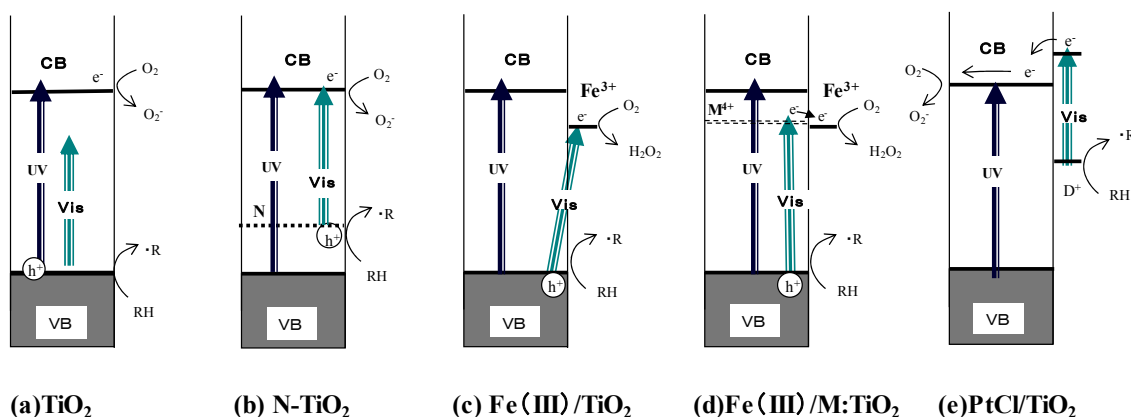 CB
e-
O2
O2-
UV
Vis
h+
·R
RH
VB
(a)TiO2
CB
e-
O2
O2-
UV
Vis
N
h+
·R
RH
VB
(b) N-TiO2
CB
Fe3+
e-
O2
H2O2
UV
Vis
h+
·R
RH
VB
(c) Fe(III)/TiO2
CB
Fe3+
M4+
e-
O2
H2O2
UV
Vis
h+
·R
RH
VB
(d)Fe(III)/M:TiO2
CB
e-
e-
O2
O2-
UV
Vis
D+
·R
RH
VB
(e)PtCl/TiO2